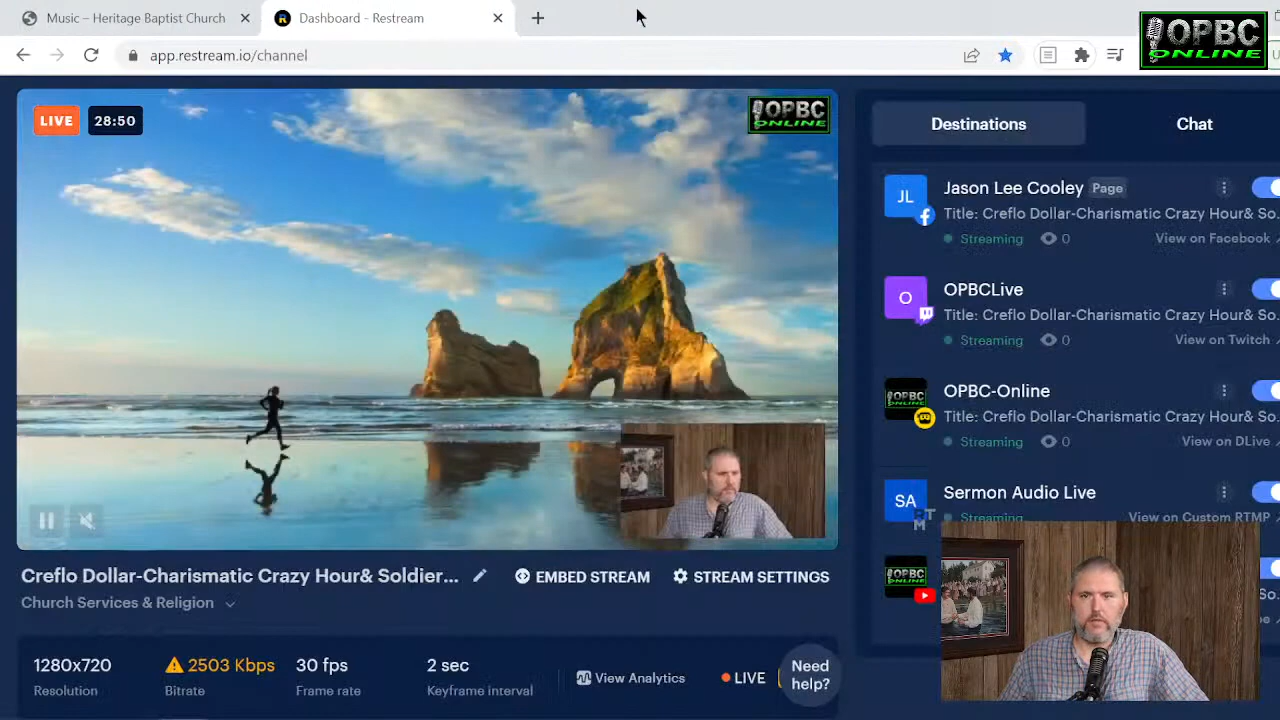 Music – Heritage Baptist Church
Dashboard - Restream
app.restream.io/channel
OPBC
ONLINE
LIVE
28:50
OPBC
ONLINE
Destinations
Chat
JL
Jason Lee Cooley
Page
Title: Creflo Dollar-Charismatic Crazy Hour& So...
Streaming
0
View on Facebook
O
OPBCLive
Title: Creflo Dollar-Charismatic Crazy Hour& So...
Streaming
0
View on Twitch
OPBC
ONLINE
OPBC-Online
Title: Creflo Dollar-Charismatic Crazy Hour& So...
Streaming
0
View on DLive
SA
Sermon Audio Live
Streaming
View on Custom RTMP
OPBC
ONLINE
So...
Creflo Dollar-Charismatic Crazy Hour& Soldier...
EMBED STREAM
STREAM SETTINGS
Church Services & Religion
1280x720
Resolution
2503 Kbps
Bitrate
30 fps
Frame rate
2 sec
Keyframe interval
View Analytics
LIVE
Need
help?